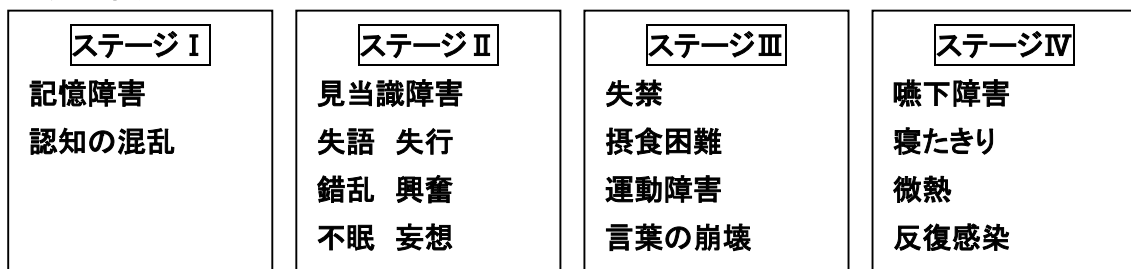 ステージⅠ
記憶障害
認知の混乱
ステージⅡ
見当識障害
失語 失行
錯乱 興奮
不眠 妄想
ステージⅢ
失禁
摂食困難
運動障害
言葉の崩壊
ステージⅣ
嚥下障害
寝たきり
微熱
反復感染